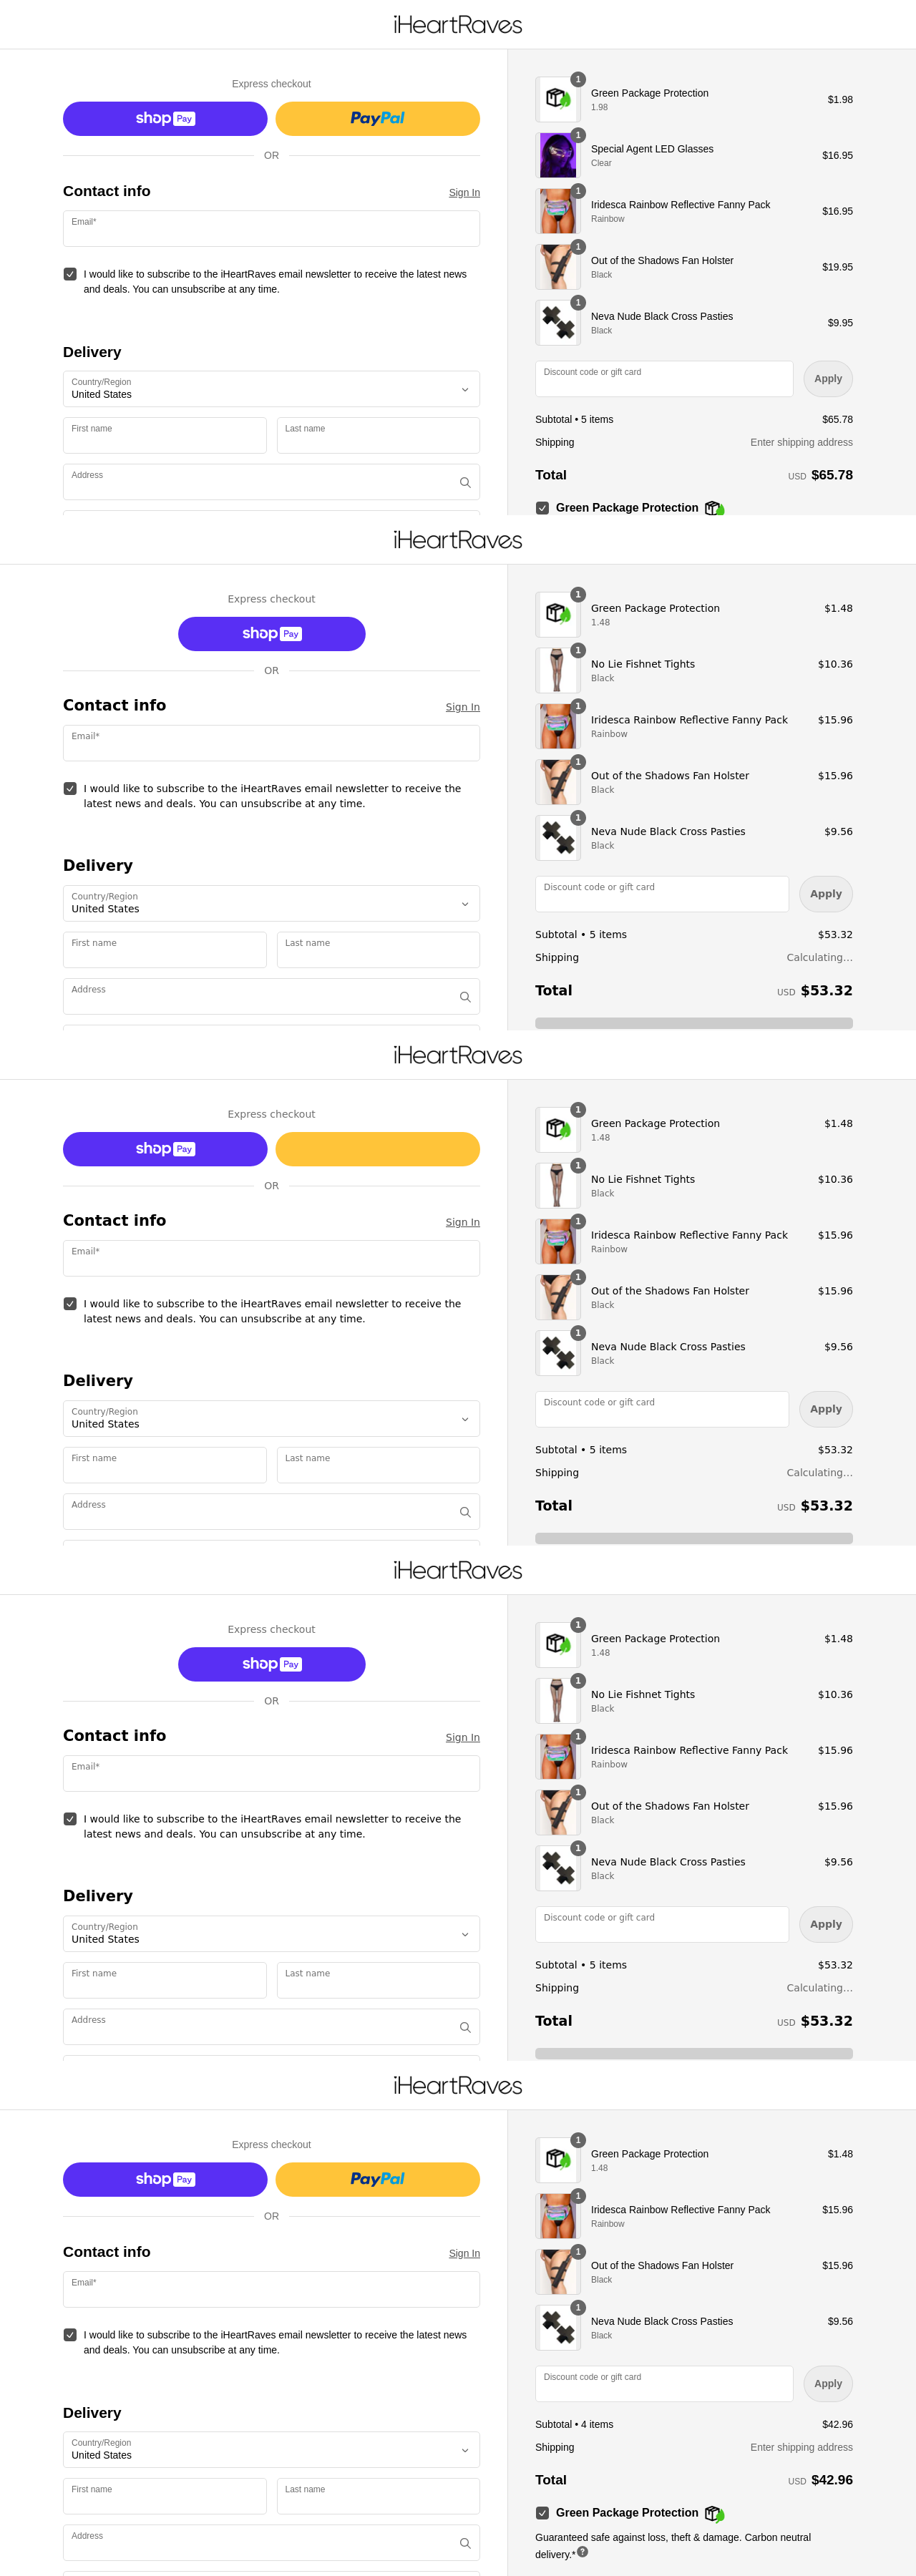 iHeartRaves
Express checkout
shop Pay
PayPal
OR
Contact info
Sign In
Email*
I would like to subscribe to the iHeartRaves email newsletter to receive the latest news
and deals. You can unsubscribe at any time.
Delivery
Country/Region
United States
First name
Last name
Address
1
Green Package Protection
1.98
$1.98
1
Special Agent LED Glasses
Clear
$16.95
1
Iridesca Rainbow Reflective Fanny Pack
Rainbow
$16.95
1
Out of the Shadows Fan Holster
Black
$19.95
1
Neva Nude Black Cross Pasties
Black
$9.95
Discount code or gift card
Apply
Subtotal • 5 items
$65.78
Shipping
Enter shipping address
Total
USD $65.78
Green Package Protection
iHeartRaves
Express checkout
shop Pay
OR
Contact info
Sign In
Email*
I would like to subscribe to the iHeartRaves email newsletter to receive the
latest news and deals. You can unsubscribe at any time.
Delivery
Country/Region
United States
First name
Last name
Address
1
Green Package Protection
1.48
$1.48
1
No Lie Fishnet Tights
Black
$10.36
1
Iridesca Rainbow Reflective Fanny Pack
Rainbow
$15.96
1
Out of the Shadows Fan Holster
Black
$15.96
1
Neva Nude Black Cross Pasties
Black
$9.56
Discount code or gift card
Apply
Subtotal • 5 items
$53.32
Shipping
Calculating...
Total
USD $53.32
iHeartRaves
Express checkout
shop Pay
OR
Contact info
Sign In
Email*
I would like to subscribe to the iHeartRaves email newsletter to receive the
latest news and deals. You can unsubscribe at any time.
Delivery
Country/Region
United States
First name
Last name
Address
1
Green Package Protection
1.48
$1.48
1
No Lie Fishnet Tights
Black
$10.36
1
Iridesca Rainbow Reflective Fanny Pack
Rainbow
$15.96
1
Out of the Shadows Fan Holster
Black
$15.96
1
Neva Nude Black Cross Pasties
Black
$9.56
Discount code or gift card
Apply
Subtotal • 5 items
$53.32
Shipping
Calculating...
Total
USD $53.32
iHeartRaves
Express checkout
shop Pay
OR
Contact info
Sign In
Email*
I would like to subscribe to the iHeartRaves email newsletter to receive the
latest news and deals. You can unsubscribe at any time.
Delivery
Country/Region
United States
First name
Last name
Address
1
Green Package Protection
1.48
$1.48
1
No Lie Fishnet Tights
Black
$10.36
1
Iridesca Rainbow Reflective Fanny Pack
Rainbow
$15.96
1
Out of the Shadows Fan Holster
Black
$15.96
1
Neva Nude Black Cross Pasties
Black
$9.56
Discount code or gift card
Apply
Subtotal • 5 items
$53.32
Shipping
Calculating...
Total
USD $53.32
iHeartRaves
Express checkout
shop Pay
PayPal
OR
Contact info
Sign In
Email*
I would like to subscribe to the iHeartRaves email newsletter to receive the latest news
and deals. You can unsubscribe at any time.
Delivery
Country/Region
United States
First name
Last name
Address
1
Green Package Protection
1.48
$1.48
1
Iridesca Rainbow Reflective Fanny Pack
Rainbow
$15.96
1
Out of the Shadows Fan Holster
Black
$15.96
1
Neva Nude Black Cross Pasties
Black
$9.56
Discount code or gift card
Apply
Subtotal • 4 items
$42.96
Shipping
Enter shipping address
Total
USD $42.96
Green Package Protection
Guaranteed safe against loss, theft & damage. Carbon neutral
delivery.* ?